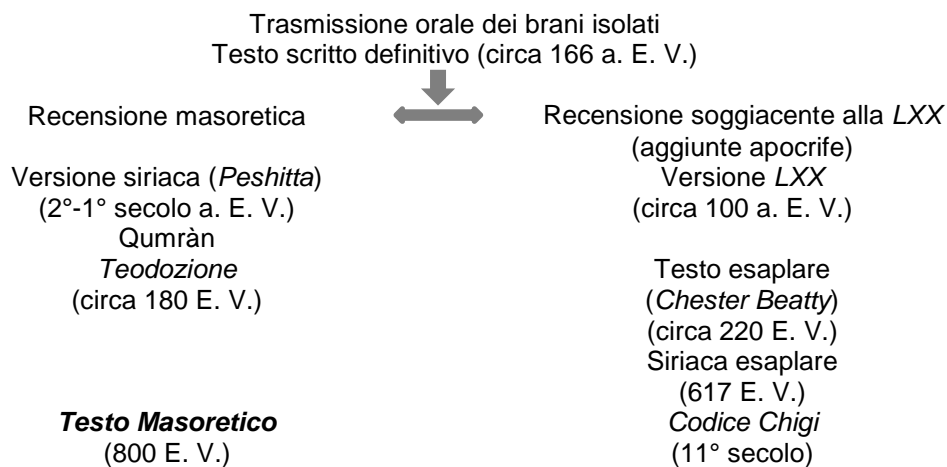 Trasmissione orale dei brani isolati
Testo scritto definitivo (circa 166 a. E. V.)
Recensione masoretica
Versione siriaca (Peshitta)
(2°-1° secolo a. E. V.)
Qumràn
Teodozione
(circa 180 E. V.)
Testo Masoretico
(800 E. V.)
Recensione soggiacente alla LXX
(aggiunte apocrife)
Versione LXX
(circa 100 a. E. V.)
Testo esaplare
(Chester Beatty)
(circa 220 E. V.)
Siriaca esaplare
(617 E. V.)
Codice Chigi
(11° secolo)